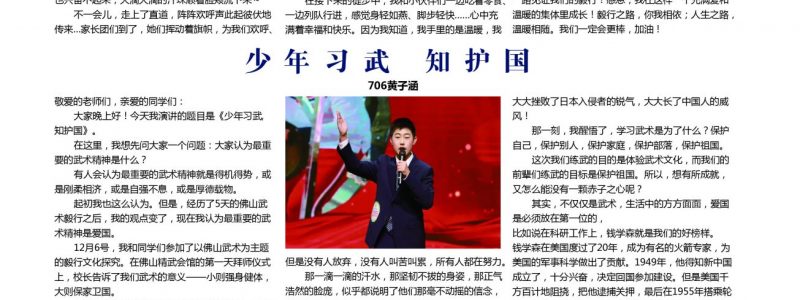 不一会儿，走上了直道，阵阵欢呼声此起彼伏地
传来...家长团们到了，她们挥动着旗帜，为我们欢呼、
在接下来的徒步中，我和小伙伴们一边吃着零食、
一边列队行进，感觉身轻如燕、脚步轻快......心中充
满着幸福和快乐。因为我知道，我手里的是温暖，我
温暖的集体里成长！毅行之路，你我相依；人生之路，
温暖相随。我们一定会更棒，加油！
少年习武 知护国
706黄子涵
敬爱的老师们，亲爱的同学们：
大家晚上好！今天我演讲的题目是《少年习武
知护国》。
在这里，我想先问大家一个问题：大家认为最重
要的武术精神是什么？
有人会认为最重要的武术精神就是得机得势，或
是刚柔相济，或是自强不息，或是厚德载物。
起初我也这么认为。但是，经历了5天的佛山武
术毅行之后，我的观点变了，现在我认为最重要的武
术精神是爱国。
12月6号，我和同学们参加了以佛山武术为主题
的毅行文化探究。在佛山精武会馆的第一天拜师仪式
上，校长告诉了我们武术的意义——小则强身健体，
大则保家卫国。
但是没有人放弃，没有人叫苦叫累，所有人都在努力。
那一滴一滴的汗水，那坚韧不拔的身姿，那正气
浩然的脸庞，似乎都说明了他们那毫不动摇的信念，
大大挫败了日本入侵者的锐气，大大长了中国人的威
风！
那一刻，我醒悟了，学习武术是为了什么？保护
自己，保护别人，保护家庭，保护部落，保护祖国。
这次我们练武的目的是体验武术文化，而我们的
前辈们练武的目标是保护祖国。所以，想有所成就，
又怎么能没有一颗赤子之心呢？
其实，不仅仅是武术，生活中的方方面面，爱国
是必须放在第一位的，
比如说在科研工作上，钱学森就是我们的好榜样。
钱学森在美国度过了20年，成为有名的火箭专家，为
美国的军事科学做出了贡献。1949年，他得知新中国
成立了，十分兴奋，决定回国参加建设。但是美国千
方百计地阻挠，把他逮捕关押，最后在1955年搭乘轮